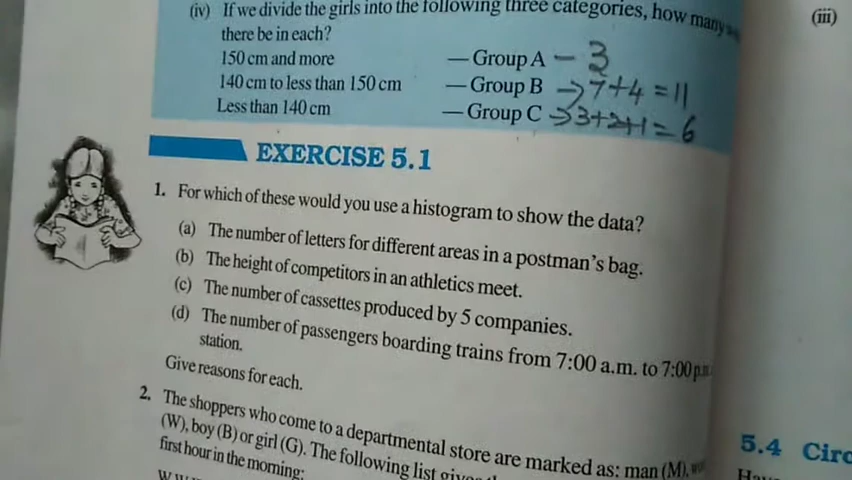 (iv) If we divide the girls into the following three categories, how many
there be in each?
150 cm and more — Group A – 3
140 cm to less than 150 cm — Group B → 7+4 = 11
Less than 140 cm — Group C → 3+2+1 = 6
EXERCISE 5.1
1. For which of these would you use a histogram to show the data?
(a) The number of letters for different areas in a postman's bag.
(b) The height of competitors in an athletics meet.
(c) The number of cassettes produced by 5 companies.
(d) The number of passengers boarding trains from 7:00 a.m. to 7:00 p.m.
station.
Give reasons for each.
2. The shoppers who come to a departmental store are marked as: man (M),
(W), boy (B) or girl (G). The following list gives
first hour in the morning:
(iii)
5.4 Circ